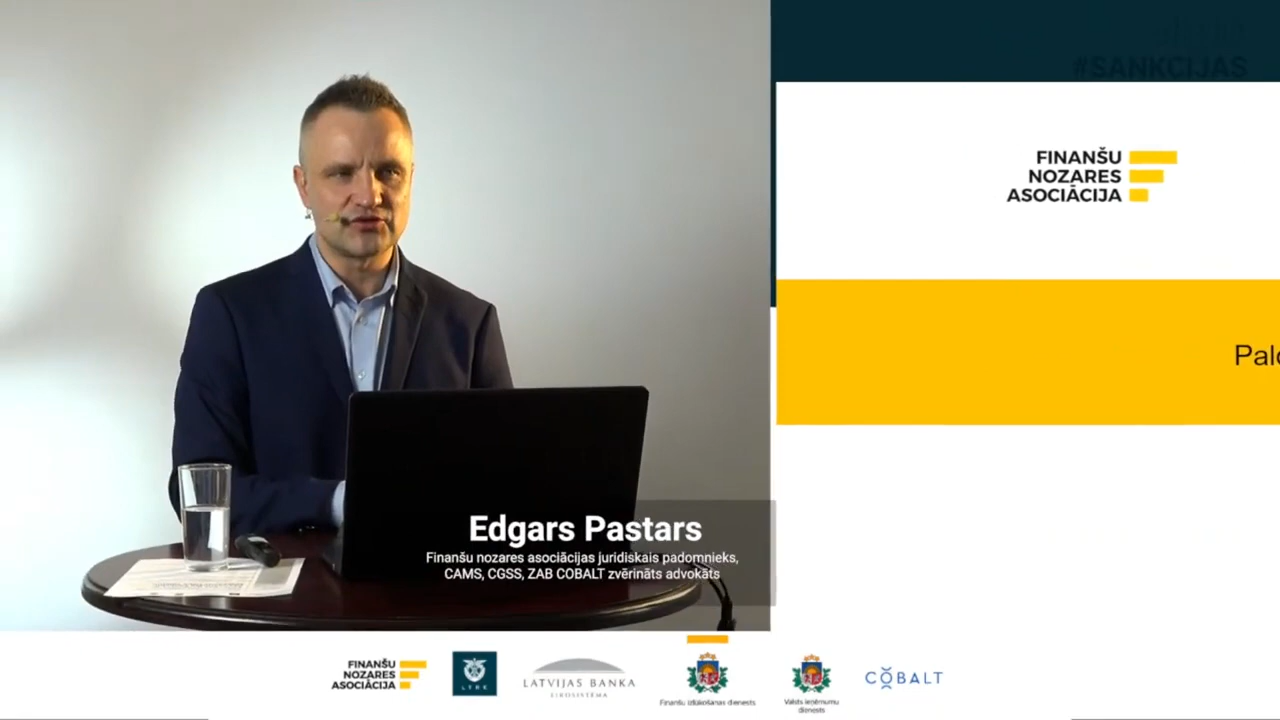 #SANKCIJAS
FINANŠU
NOZARES
ASOCIĀCIJA
Edgars Pastars
Finanšu nozares asociācijas juridiskais padomnieks,
CAMS, CGSS, ZAB COBALT zvērināts advokāts
FINANŠU
NOZARES
ASOCIĀCIJA
LATVIJAS BANKA
EIROSISTĒMA
Finanšu izlūkošanas dienests
Valsts ieņēmumu
dienests
COBALT